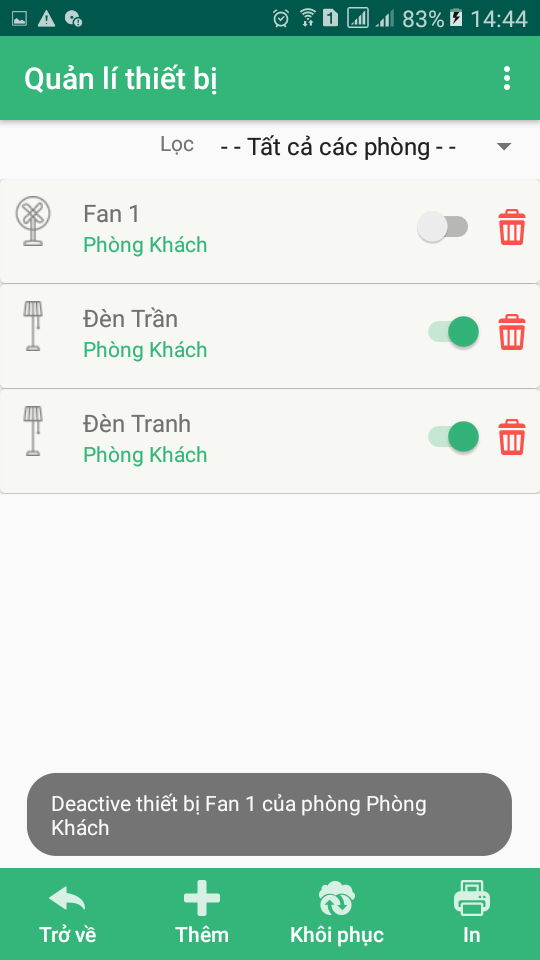 1 83% 14:44
Quản lí thiết bị
Lọc - - Tất cả các phòng - -
Fan 1
Phòng Khách
Đèn Trần
Phòng Khách
Đèn Tranh
Phòng Khách
Deactive thiết bị Fan 1 của phòng Phòng
Khách
Trở về Thêm Khôi phục In